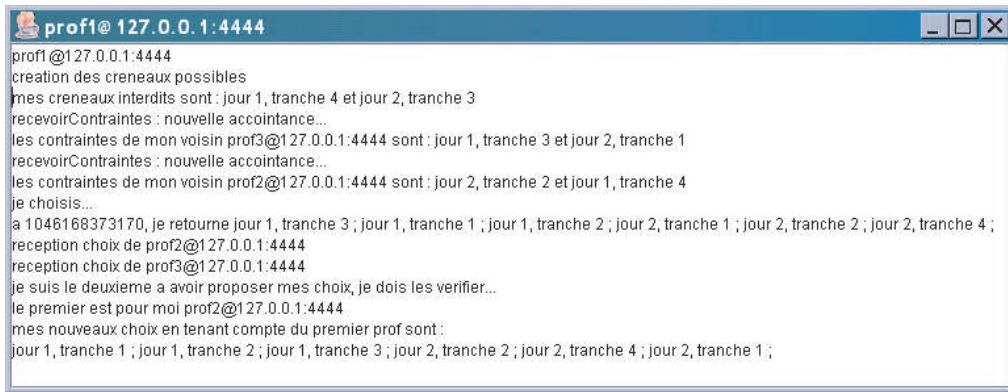 prof1@ 127.0.0.1:4444
prof1@127.0.0.1:4444
creation des creneaux possibles
mes creneaux interdits sont : jour 1, tranche 4 et jour 2, tranche 3
recevoirContraintes : nouvelle accointance...
les contraintes de mon voisin prof3@127.0.0.1:4444 sont : jour 1, tranche 3 et jour 2, tranche 1
recevoirContraintes : nouvelle accointance...
les contraintes de mon voisin prof2@127.0.0.1:4444 sont : jour 2, tranche 2 et jour 1, tranche 4
je choisis...
a 1046168373170, je retourne jour 1, tranche 3 ; jour 1, tranche 1 ; jour 1, tranche 2 ; jour 2, tranche 1 ; jour 2, tranche 2 ; jour 2, tranche 4 ;
reception choix de prof2@127.0.0.1:4444
reception choix de prof3@127.0.0.1:4444
je suis le deuxieme a avoir proposer mes choix, je dois les verifier...
le premier est pour moi prof2@127.0.0.1:4444
mes nouveaux choix en tenant compte du premier prof sont :
jour 1, tranche 1 ; jour 1, tranche 2 ; jour 1, tranche 3 ; jour 2, tranche 2 ; jour 2, tranche 4 ; jour 2, tranche 1 ;